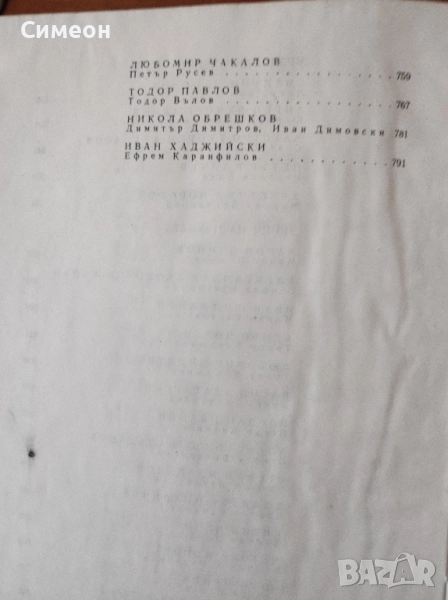 Симеон
ЛЮБОМИР ЧАКАЛОВ
Петър Русев . . . . . . . . . . . . . . . 759
ТОДОР ПАВЛОВ
Тодор Вълов . . . . . . . . . . . . . . . 767
НИКОЛА ОБРЕШКОВ
Димитър Димитров, Иван Димовски 781
ИВАН ХАДЖИЙСКИ
Ефрем Каранфилов . . . . . . . . . . . . 791
BAZAR